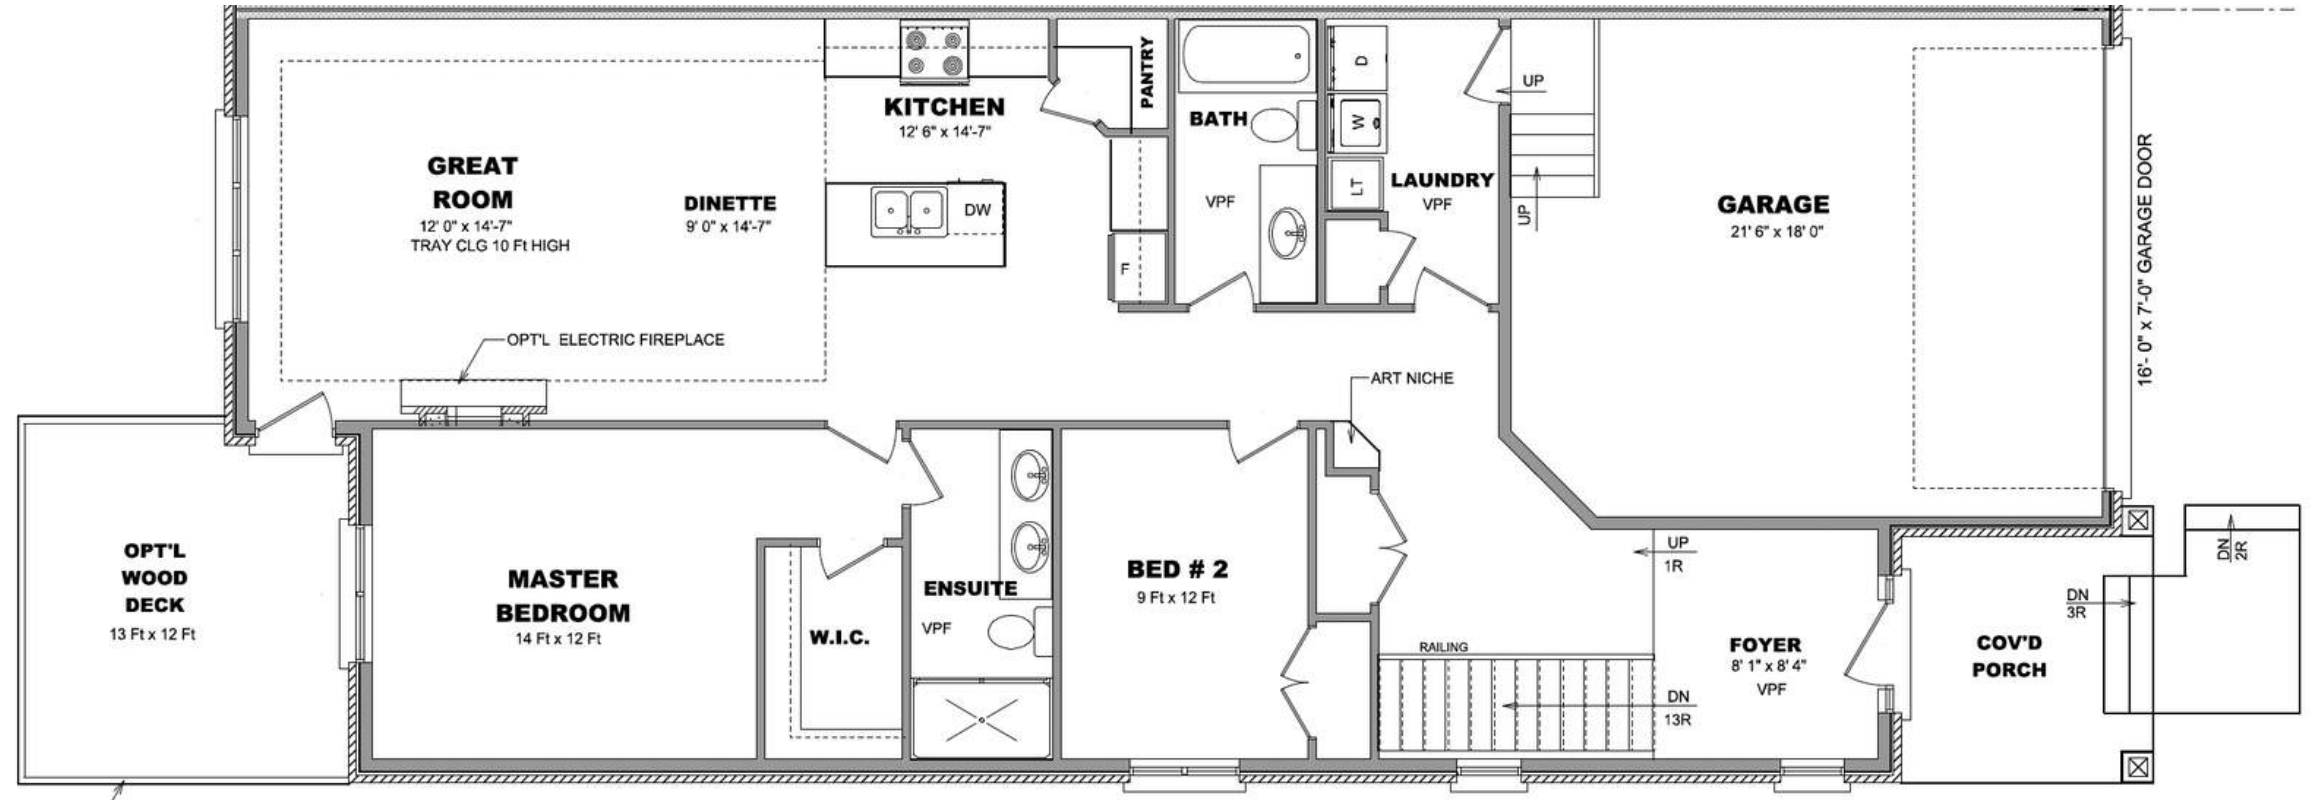 KITCHEN
12' 6" x 14'-7"
PANTRY
BATH
VPF
D
W
LT
LAUNDRY
VPF
UP
UP
GARAGE
21' 6" x 18' 0"
16'- 0" x 7'-0" GARAGE DOOR
GREAT
ROOM
12' 0" x 14'-7"
TRAY CLG 10 Ft HIGH
DINETTE
9' 0" x 14'-7"
DW
F
OPT'L ELECTRIC FIREPLACE
ART NICHE
OPT'L
WOOD
DECK
13 Ft x 12 Ft
MASTER
BEDROOM
14 Ft x 12 Ft
W.I.C.
ENSUITE
VPF
BED # 2
9 Ft x 12 Ft
RAILING
UP
1R
DN
13R
FOYER
8' 1" x 8' 4"
VPF
COV'D
PORCH
DN
3R
DN
2R